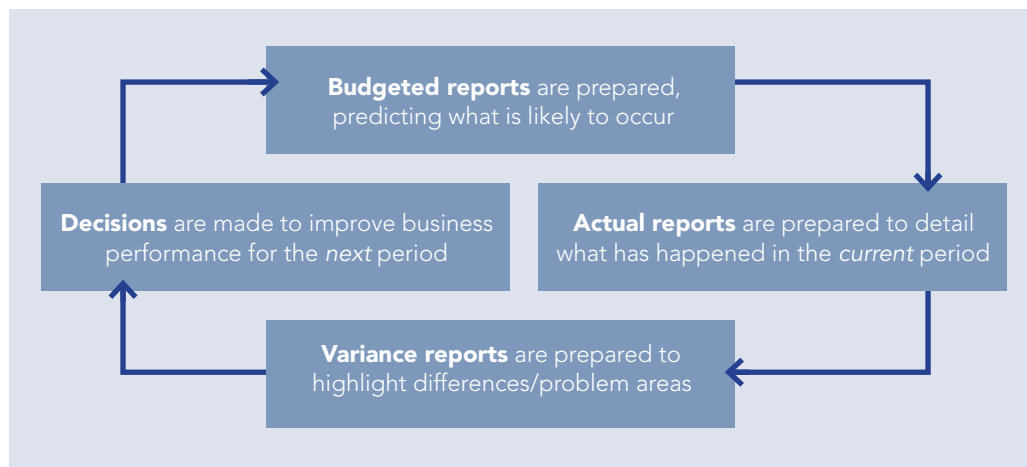 Budgeted reports are prepared,
predicting what is likely to occur
Actual reports are prepared to detail
what has happened in the current period
Variance reports are prepared to
highlight differences/problem areas
Decisions are made to improve business
performance for the next period